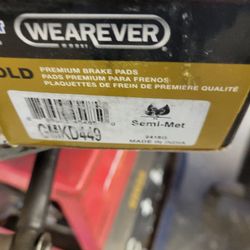 WEAREVER
OLD
PREMIUM BRAKE PADS
PADS PREMIUM PARA FRENOS
PLAQUETTES DE FREIN DE PREMIERE QUALITÉ
GMKD449
Semi-Met
MADE IN INDIA